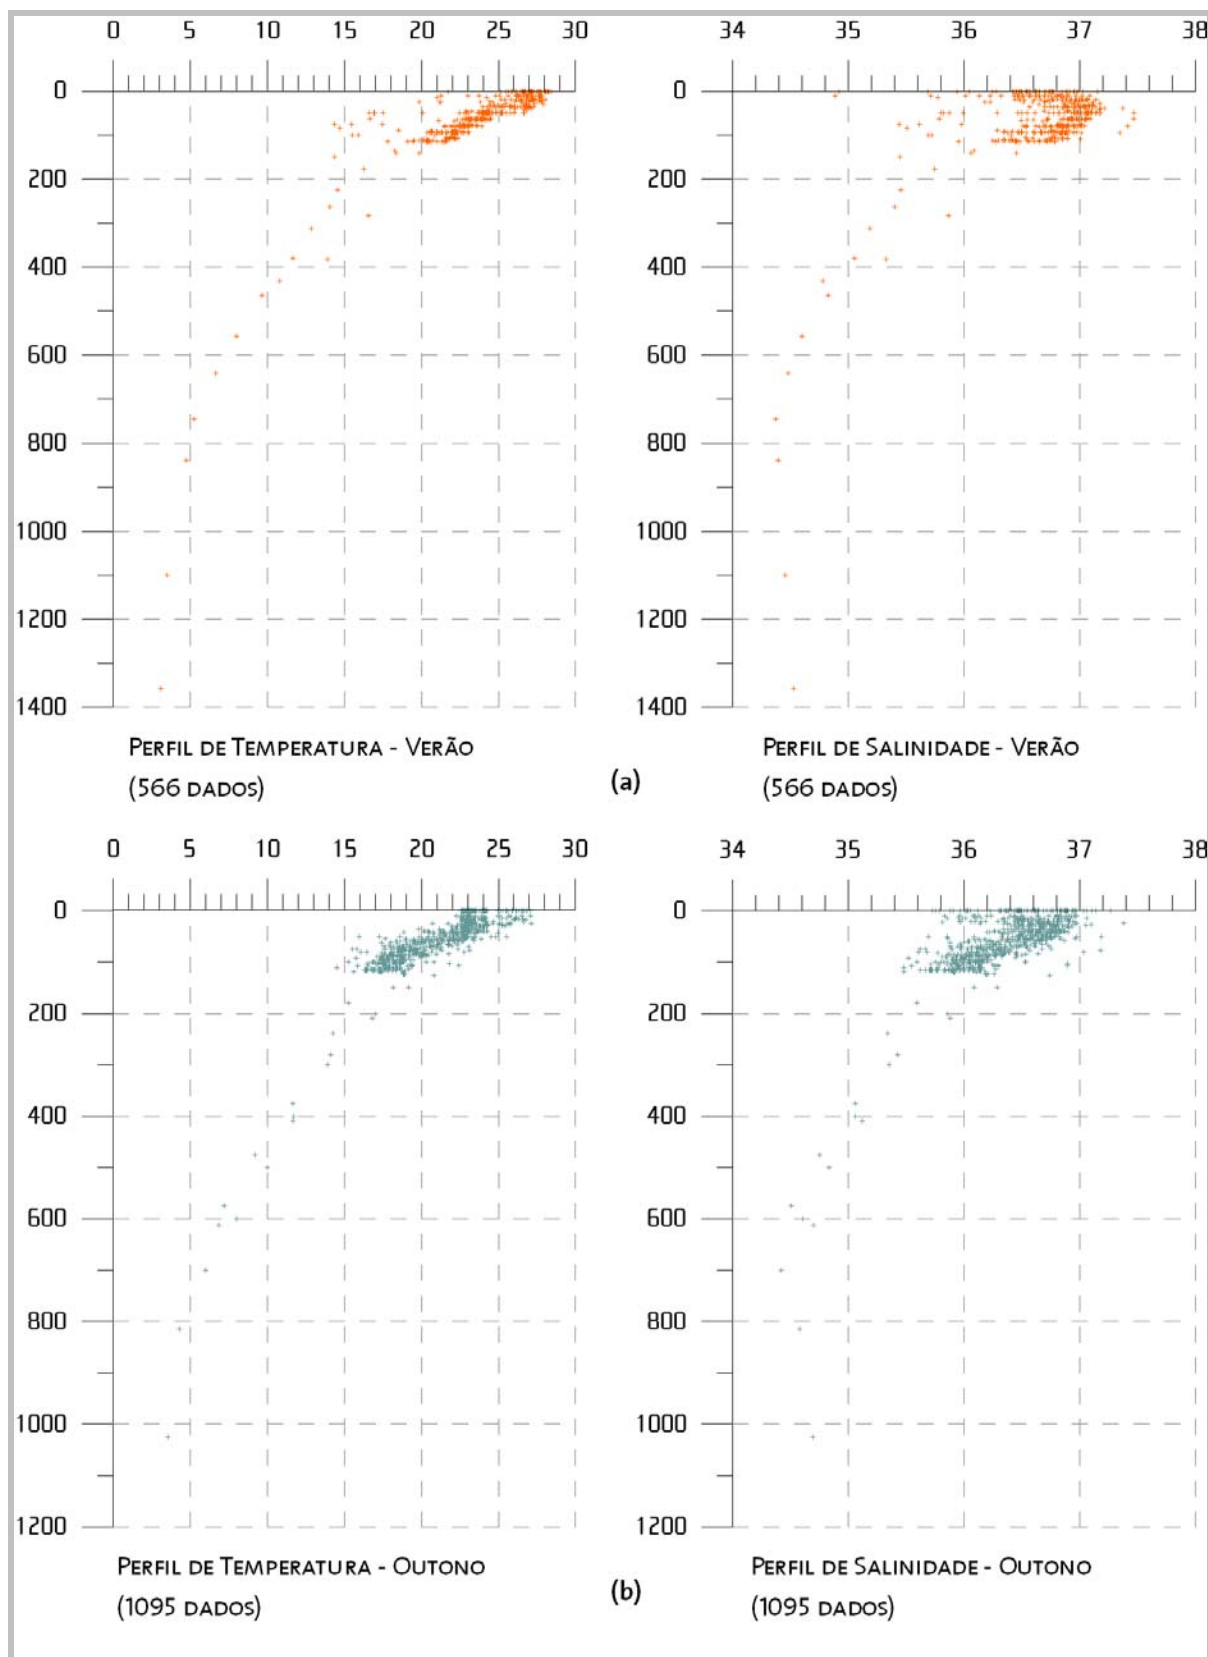 0 5 10 15 20 25 30
34 35 36 37 38
0 0
200 200
400 400
600 600
800 800
1000 1000
1200 1200
1400 1400
PERFIL DE TEMPERATURA - VERÃO
(566 DADOS)
(a)
PERFIL DE SALINIDADE - VERÃO
(566 DADOS)
0 5 10 15 20 25 30
34 35 36 37 38
0 0
200 200
400 400
600 600
800 800
1000 1000
1200 1200
PERFIL DE TEMPERATURA - OUTONO
(1095 DADOS)
(b)
PERFIL DE SALINIDADE - OUTONO
(1095 DADOS)